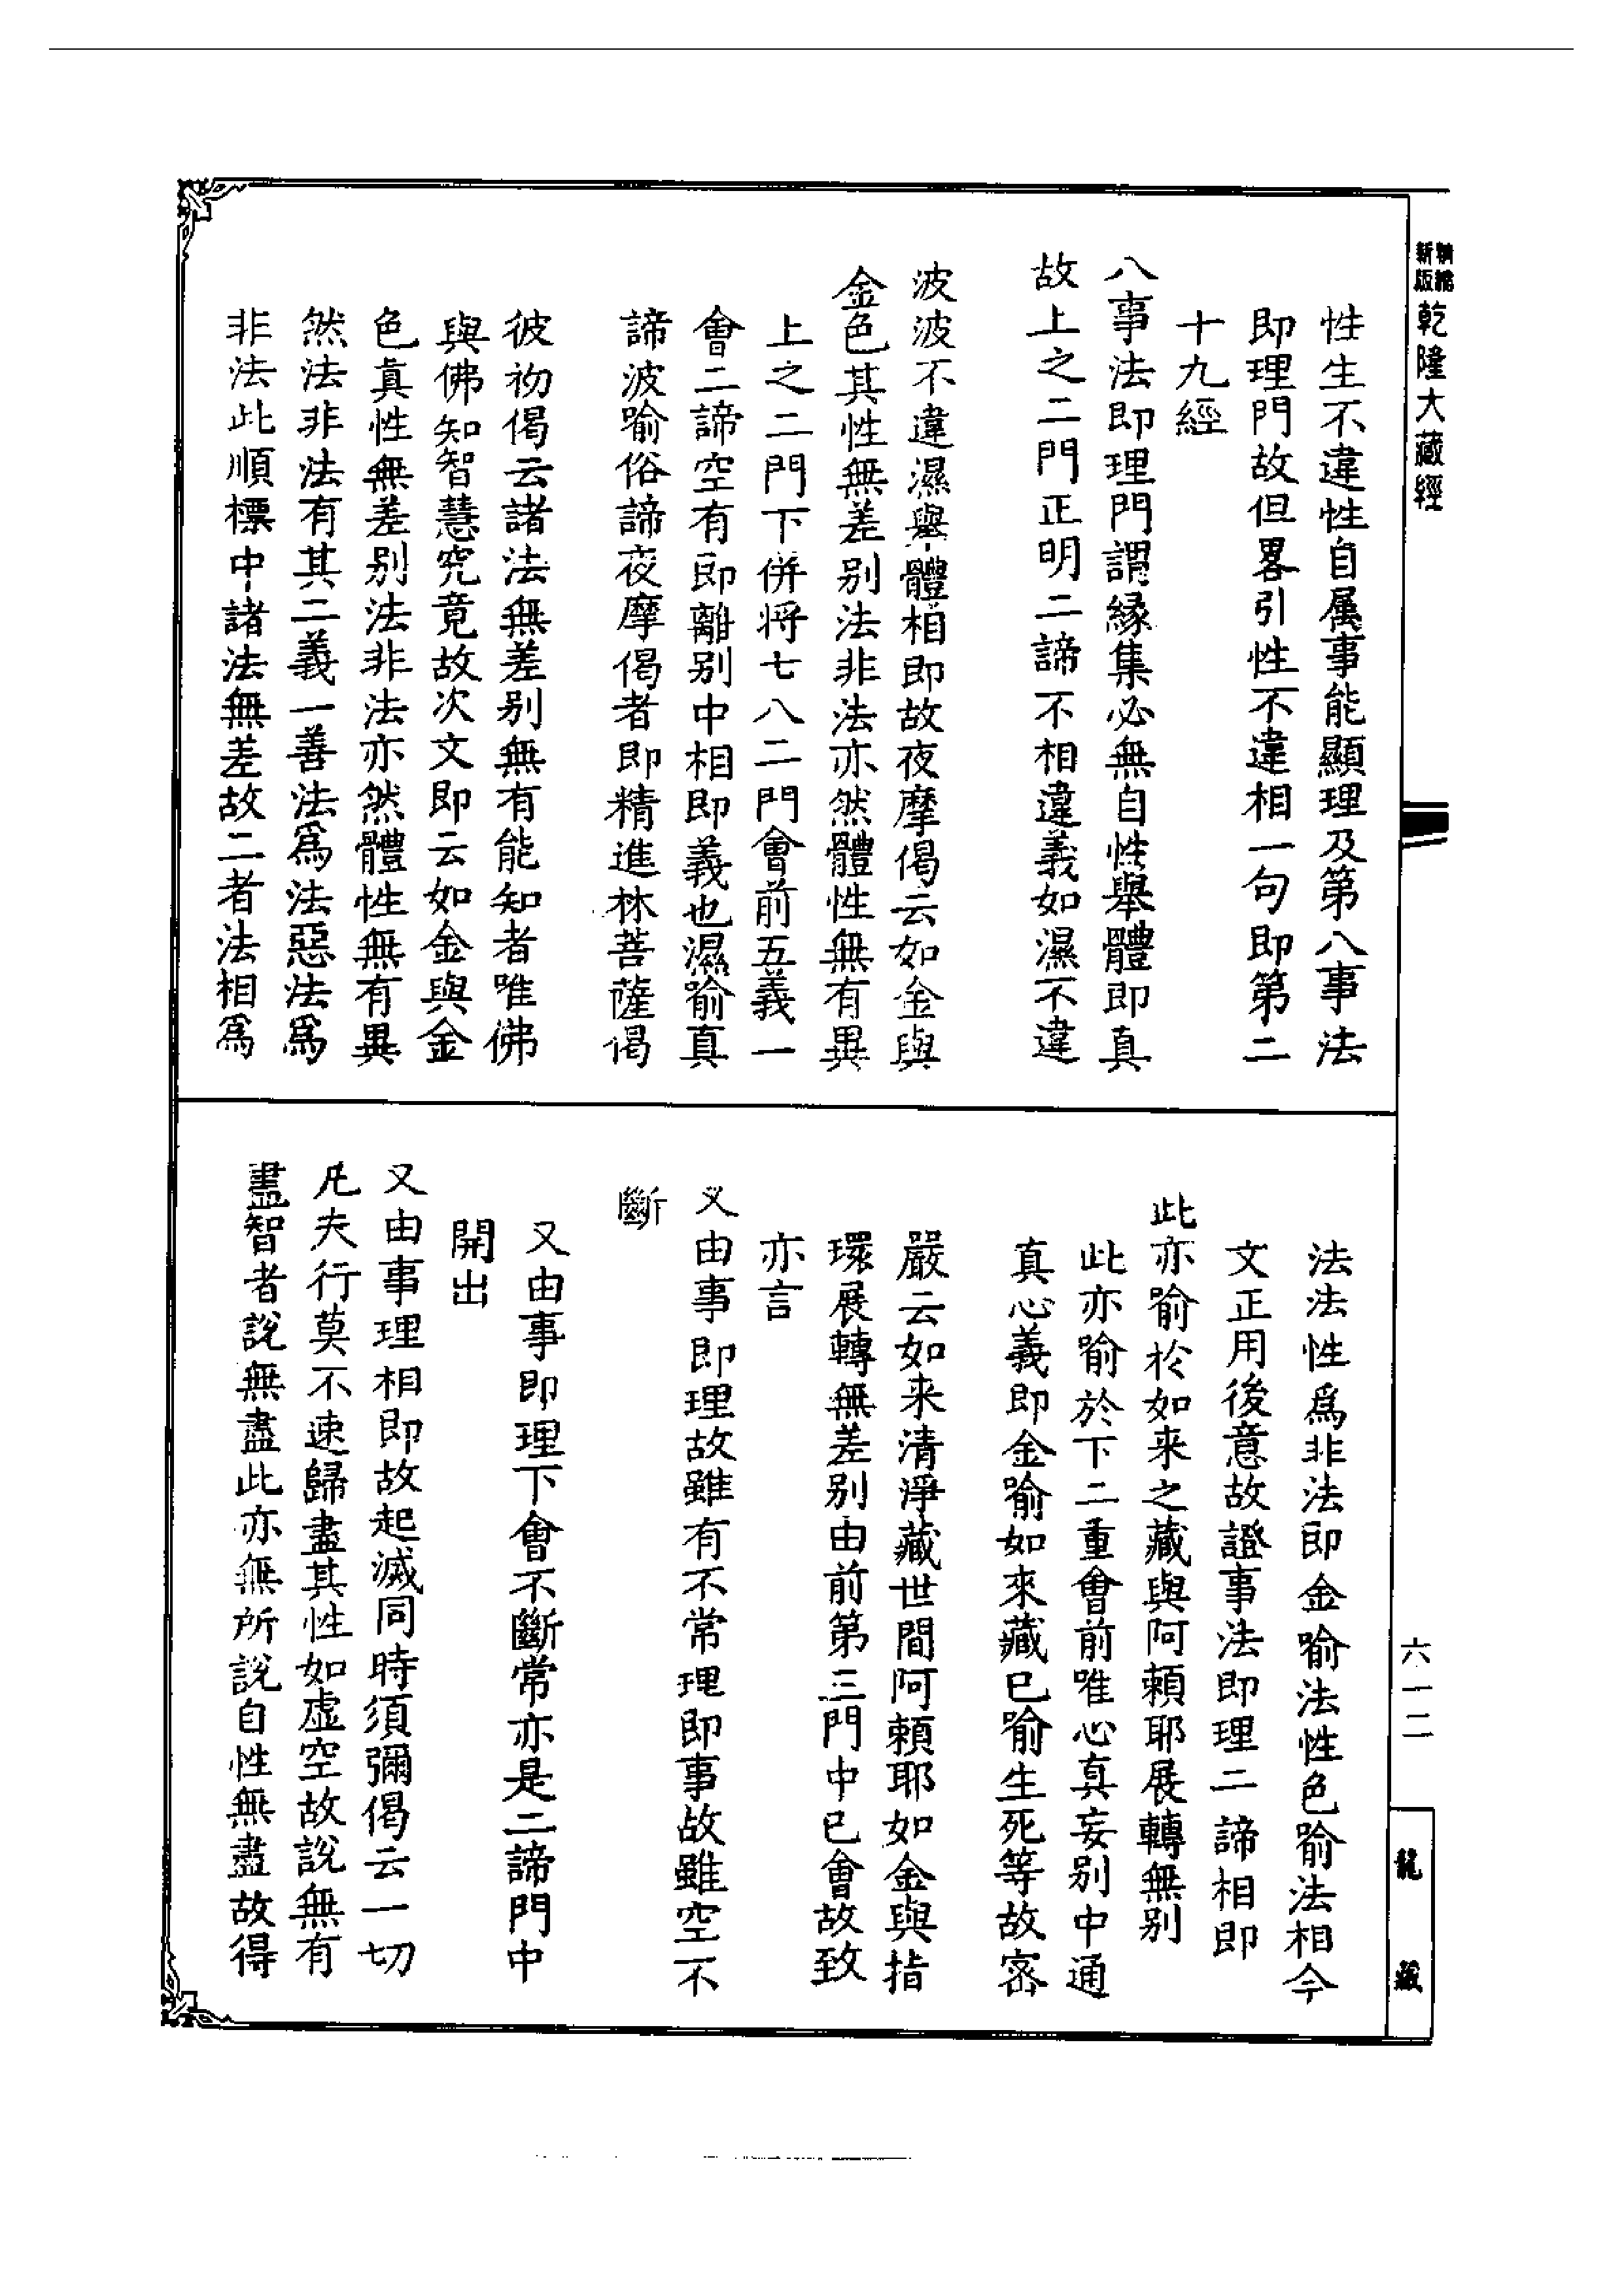 精縮新版乾隆大藏經
性生不違性自属事能顯理及第八事法
即理門故但畧引性不違相一句即第二
十九經
八事法即理門謂緣集必無自性舉體即真
故上之二門正明二諦不相違義如濕不違
波波不違濕舉體相即故夜摩偈云如金與
金色其性無差别法非法亦然體性無有異
上之二門下併將七八二門會前五義一
會二諦空有即離别中相即義也濕喻真
諦波喻俗諦夜摩偈者即精進林菩薩偈
彼初偈云諸法無差别無有能知者唯佛
與佛知智慧究竟故次文即云如金與金
色真性無差别法非法亦然體性無有異
然法非法有其二義一善法爲法惡法爲
非法此順標中諸法無差故二者法相爲
法法性爲非法即金喻法性色喻法相今
文正用後意故證事法即理二諦相即
此亦喻於如来之藏與阿賴耶展轉無别
此亦喻於下二重會前唯心真妄别中通
真心義即金喻如來藏已喻生死等故密
嚴云如来清淨藏世間阿賴耶如金與指
環展轉無差别由前第三門中已會故致
亦言
又由事即理故雖有不常理即事故雖空不
斷
又由事即理下會不斷常亦是二諦門中
開出
又由事理相即故起滅同時須彌偈云一切
凡夫行莫不速歸盡其性如虚空故説無有
盡智者説無盡此亦無所説自性無盡故得
六一二
龍藏